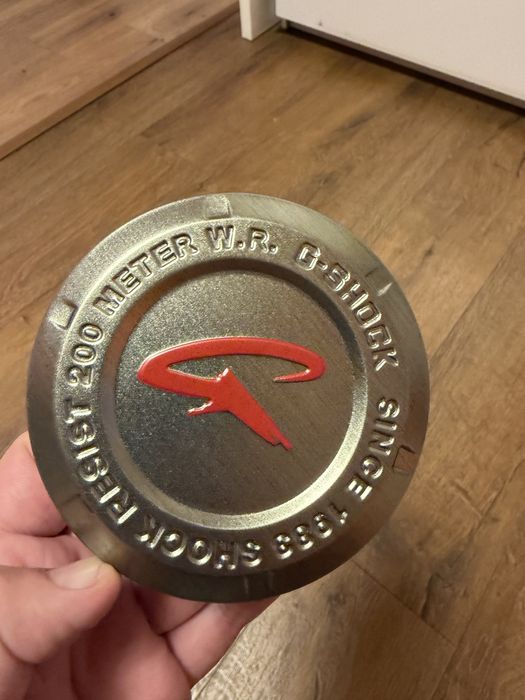 G-SHOCK SINCE 1983 SHOCK RESIST 200 METER W.R.